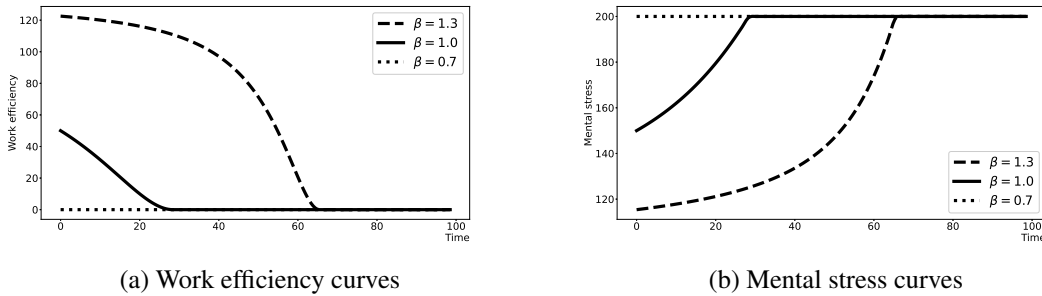 120
100
80
60
40
20
0
Work efficiency
β = 1.3
β = 1.0
β = 0.7
0 20 40 60 80 100
Time
(a) Work efficiency curves
200
180
160
140
120
Mental stress
β = 1.3
β = 1.0
β = 0.7
0 20 40 60 80 100
Time
(b) Mental stress curves